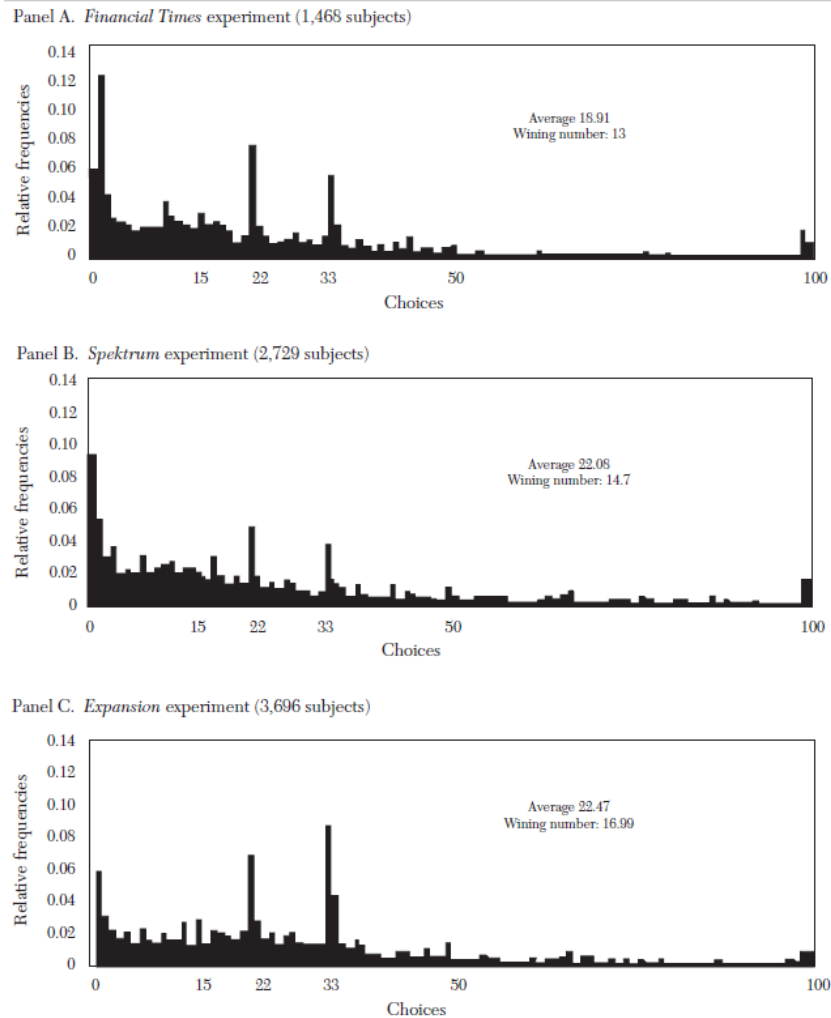 Panel A. Financial Times experiment (1,468 subjects)
0.14
0.12
0.10
0.08
0.06
0.04
0.02
0
Relative frequencies
Average 18.91
Wining number: 13
0 15 22 33 50 100
Choices
Panel B. Spektrum experiment (2,729 subjects)
0.14
0.12
0.10
0.08
0.06
0.04
0.02
0
Relative frequencies
Average 22.08
Wining number: 14.7
0 15 22 33 50 100
Choices
Panel C. Expansion experiment (3,696 subjects)
0.14
0.12
0.10
0.08
0.06
0.04
0.02
0
Relative frequencies
Average 22.47
Wining number: 16.99
0 15 22 33 50 100
Choices